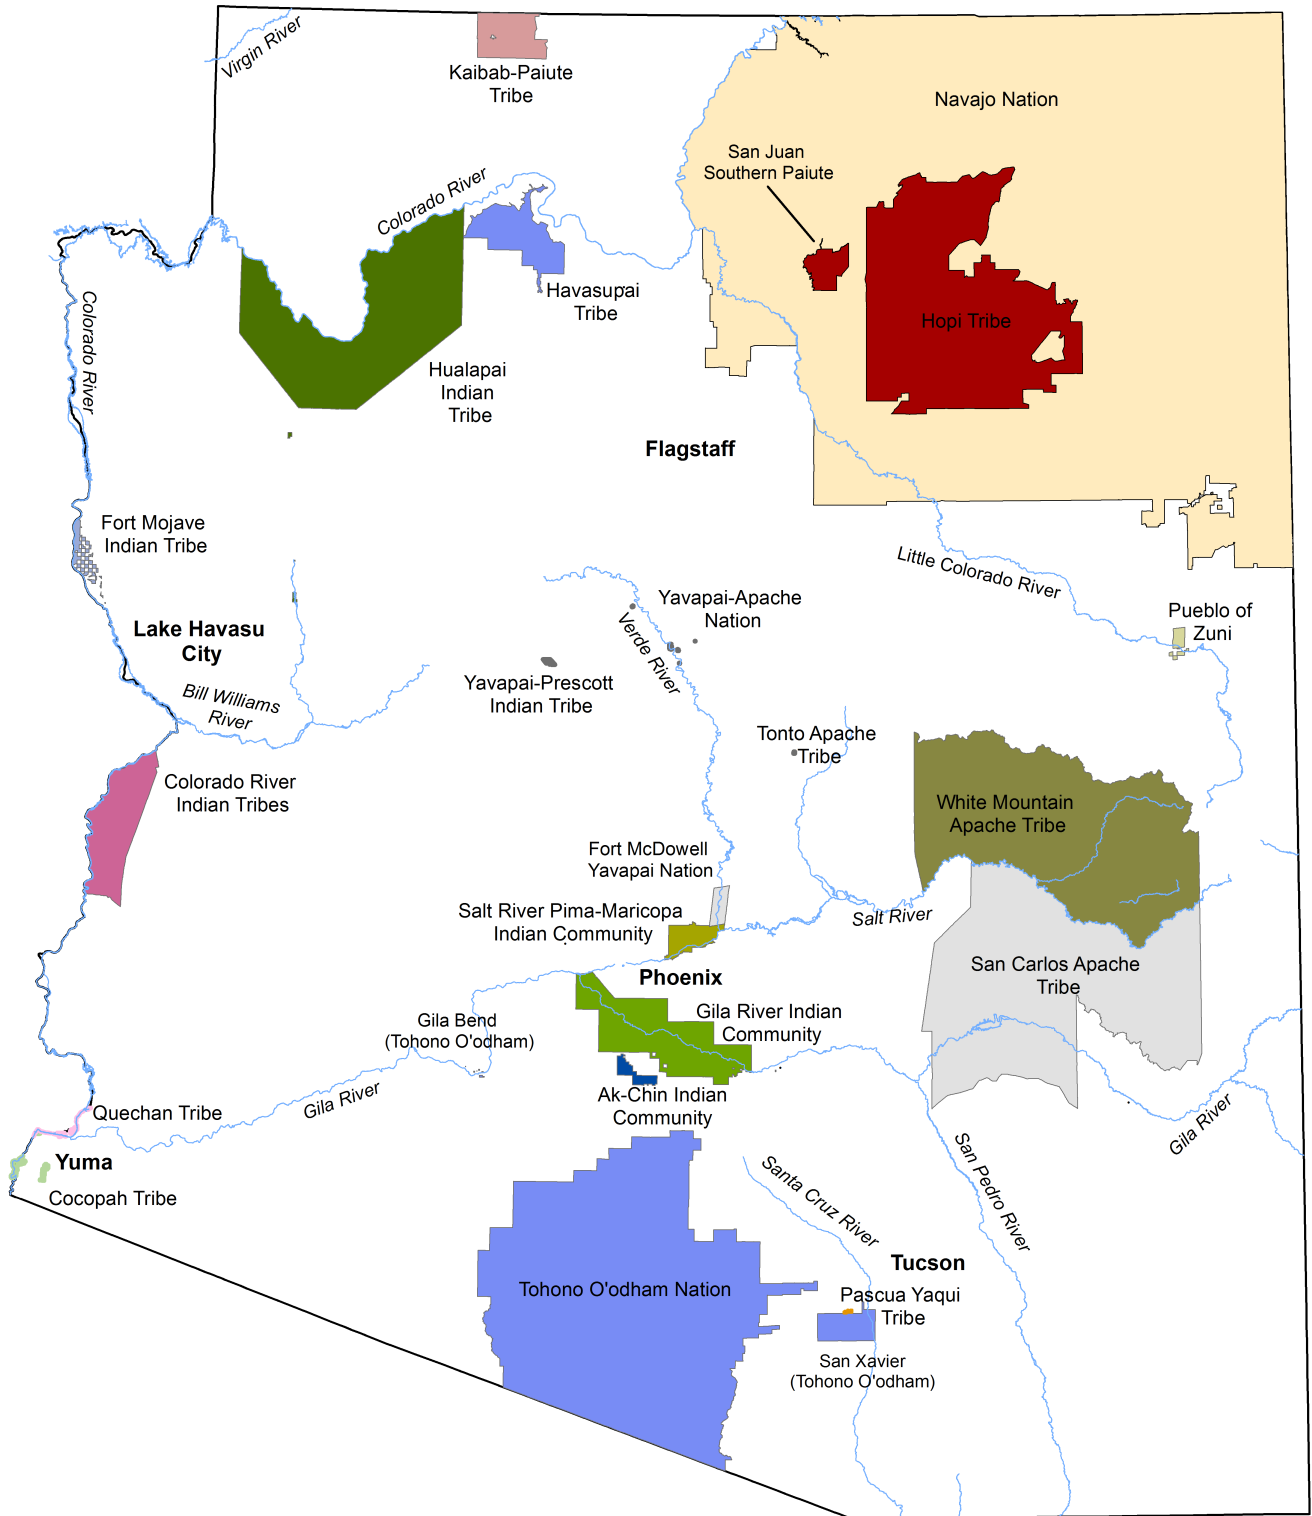 Virgin River
Kaibab-Paiute
Tribe
Navajo Nation
San Juan
Southern Paiute
Colorado River
Havasupai
Tribe
Hopi Tribe
Colorado River
Hualapai
Indian
Tribe
Flagstaff
Fort Mojave
Indian Tribe
Little Colorado River
Yavapai-Apache
Nation
Pueblo of
Zuni
Lake Havasu
City
Verde River
Yavapai-Prescott
Indian Tribe
Bill Williams
River
Tonto Apache
Tribe
Colorado River
Indian Tribes
White Mountain
Apache Tribe
Fort McDowell
Yavapai Nation
Salt River Pima-Maricopa
Indian Community
Salt River
San Carlos Apache
Tribe
Phoenix
Gila River Indian
Community
Gila Bend
(Tohono O'odham)
Ak-Chin Indian
Community
Gila River
Quechan Tribe
Gila River
Yuma
Cocopah Tribe
San Pedro River
Santa Cruz River
Tucson
Tohono O'odham Nation
Pascua Yaqui
Tribe
San Xavier
(Tohono O'odham)